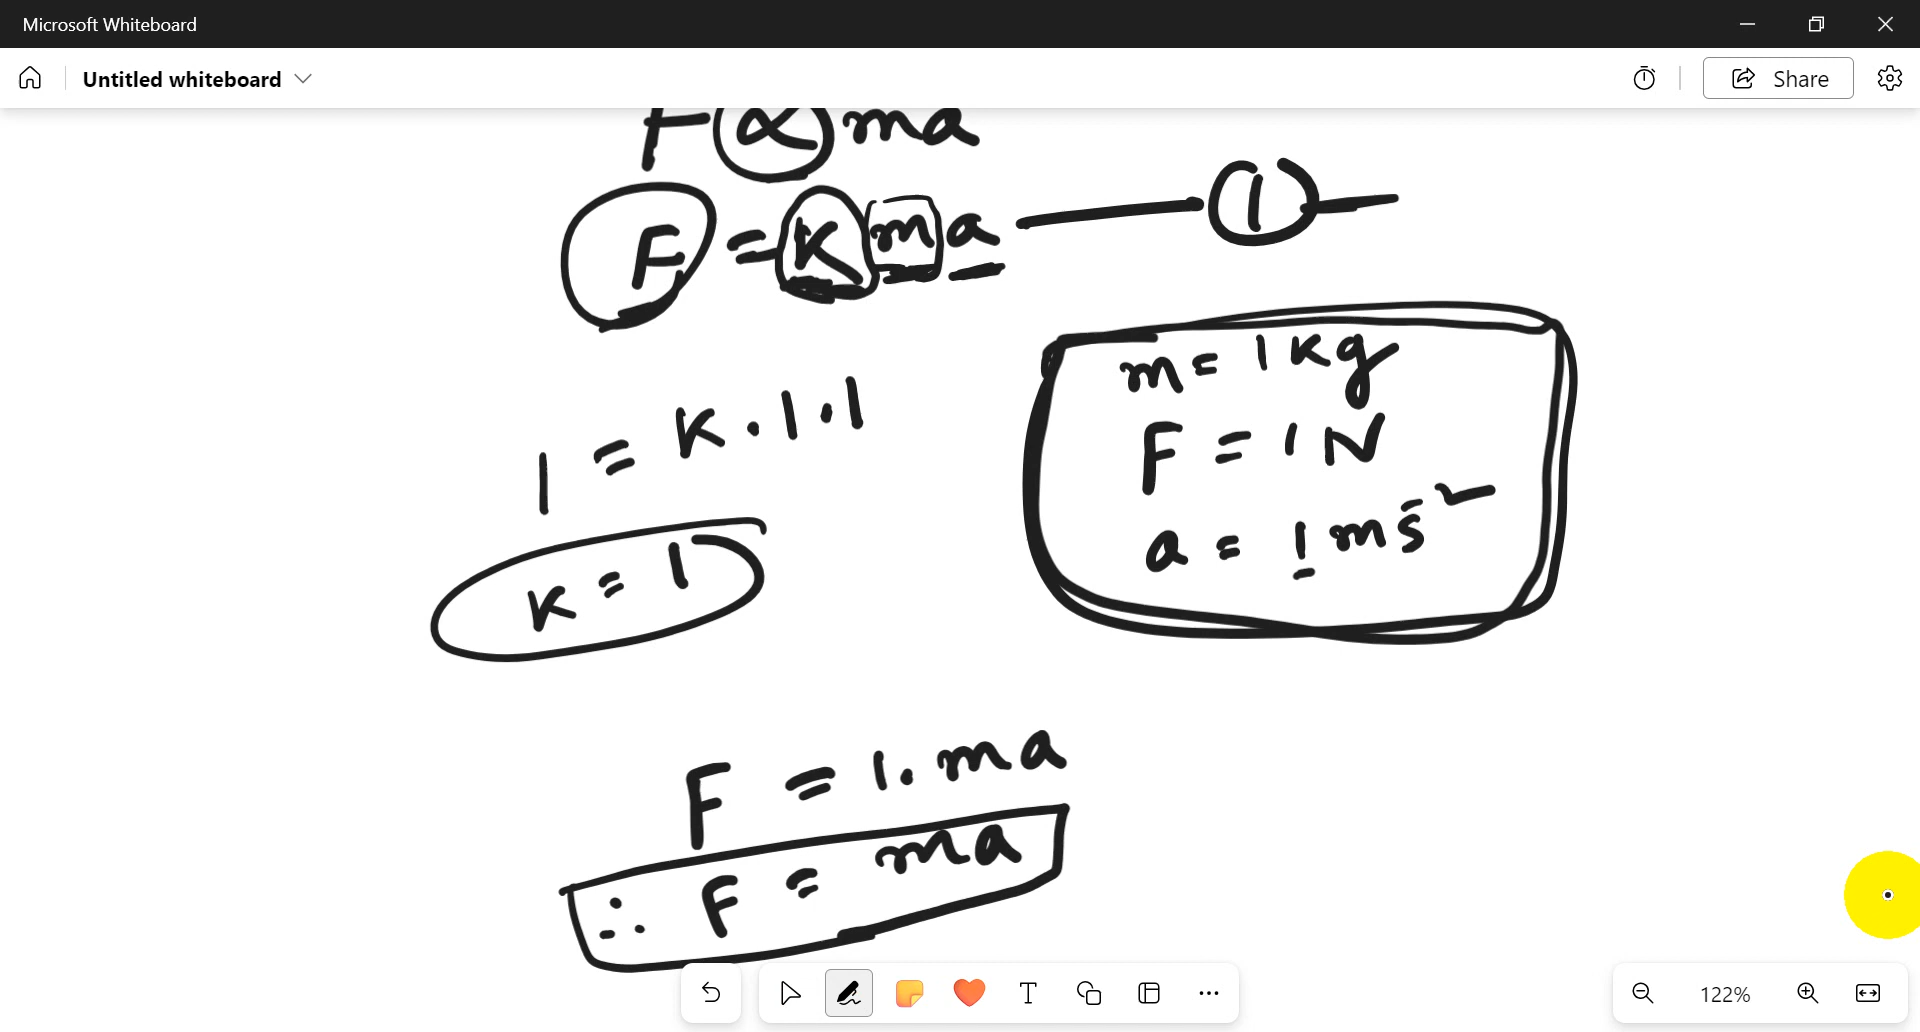 Microsoft Whiteboard
Untitled whiteboard
Share
F ∝ ma
F = K m a — 1
m = 1 kg
F = 1 N
a = 1 ms⁻²
1 = K . 1 . 1
K = 1
F = 1 . ma
∴ F = ma
T
122%